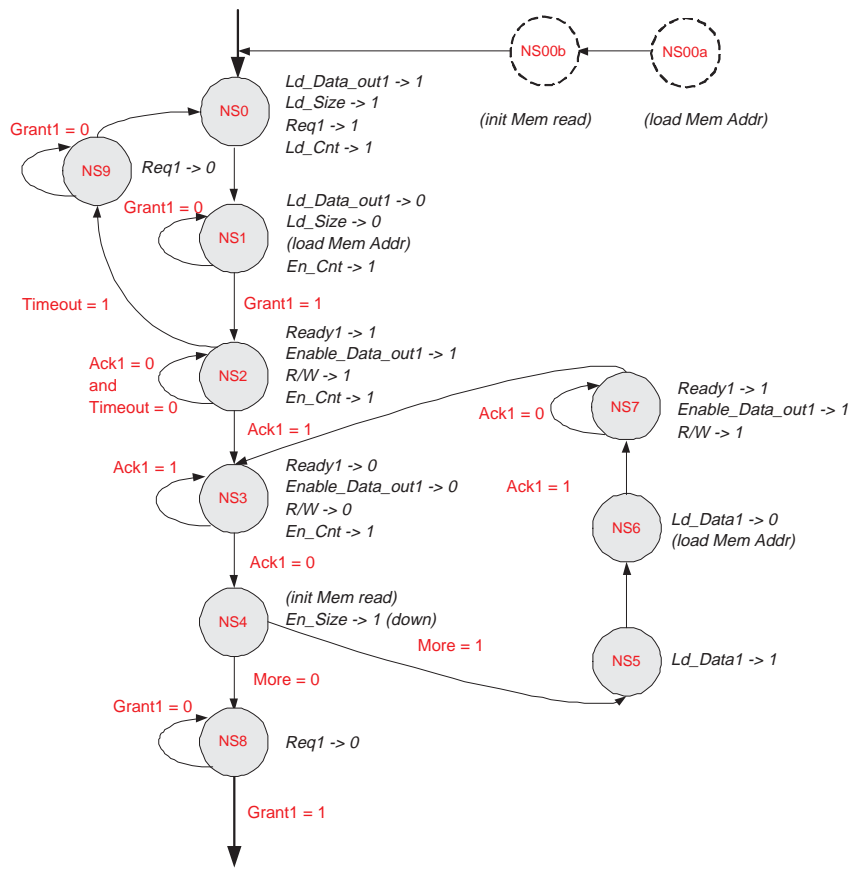 NS00b
NS00a
(init Mem read)
(load Mem Addr)
NS0
Ld_Data_out1 -> 1
Ld_Size -> 1
Req1 -> 1
Ld_Cnt -> 1
Grant1 = 0
NS9
Req1 -> 0
Grant1 = 0
NS1
Ld_Data_out1 -> 0
Ld_Size -> 0
(load Mem Addr)
En_Cnt -> 1
Timeout = 1
Grant1 = 1
Ack1 = 0
and
Timeout = 0
NS2
Ready1 -> 1
Enable_Data_out1 -> 1
R/W -> 1
En_Cnt -> 1
Ack1 = 1
Ack1 = 0
NS7
Ready1 -> 1
Enable_Data_out1 -> 1
R/W -> 1
Ack1 = 1
NS3
Ready1 -> 0
Enable_Data_out1 -> 0
R/W -> 0
En_Cnt -> 1
Ack1 = 1
NS6
Ld_Data1 -> 0
(load Mem Addr)
Ack1 = 0
NS4
(init Mem read)
En_Size -> 1 (down)
More = 1
NS5
Ld_Data1 -> 1
More = 0
Grant1 = 0
NS8
Req1 -> 0
Grant1 = 1